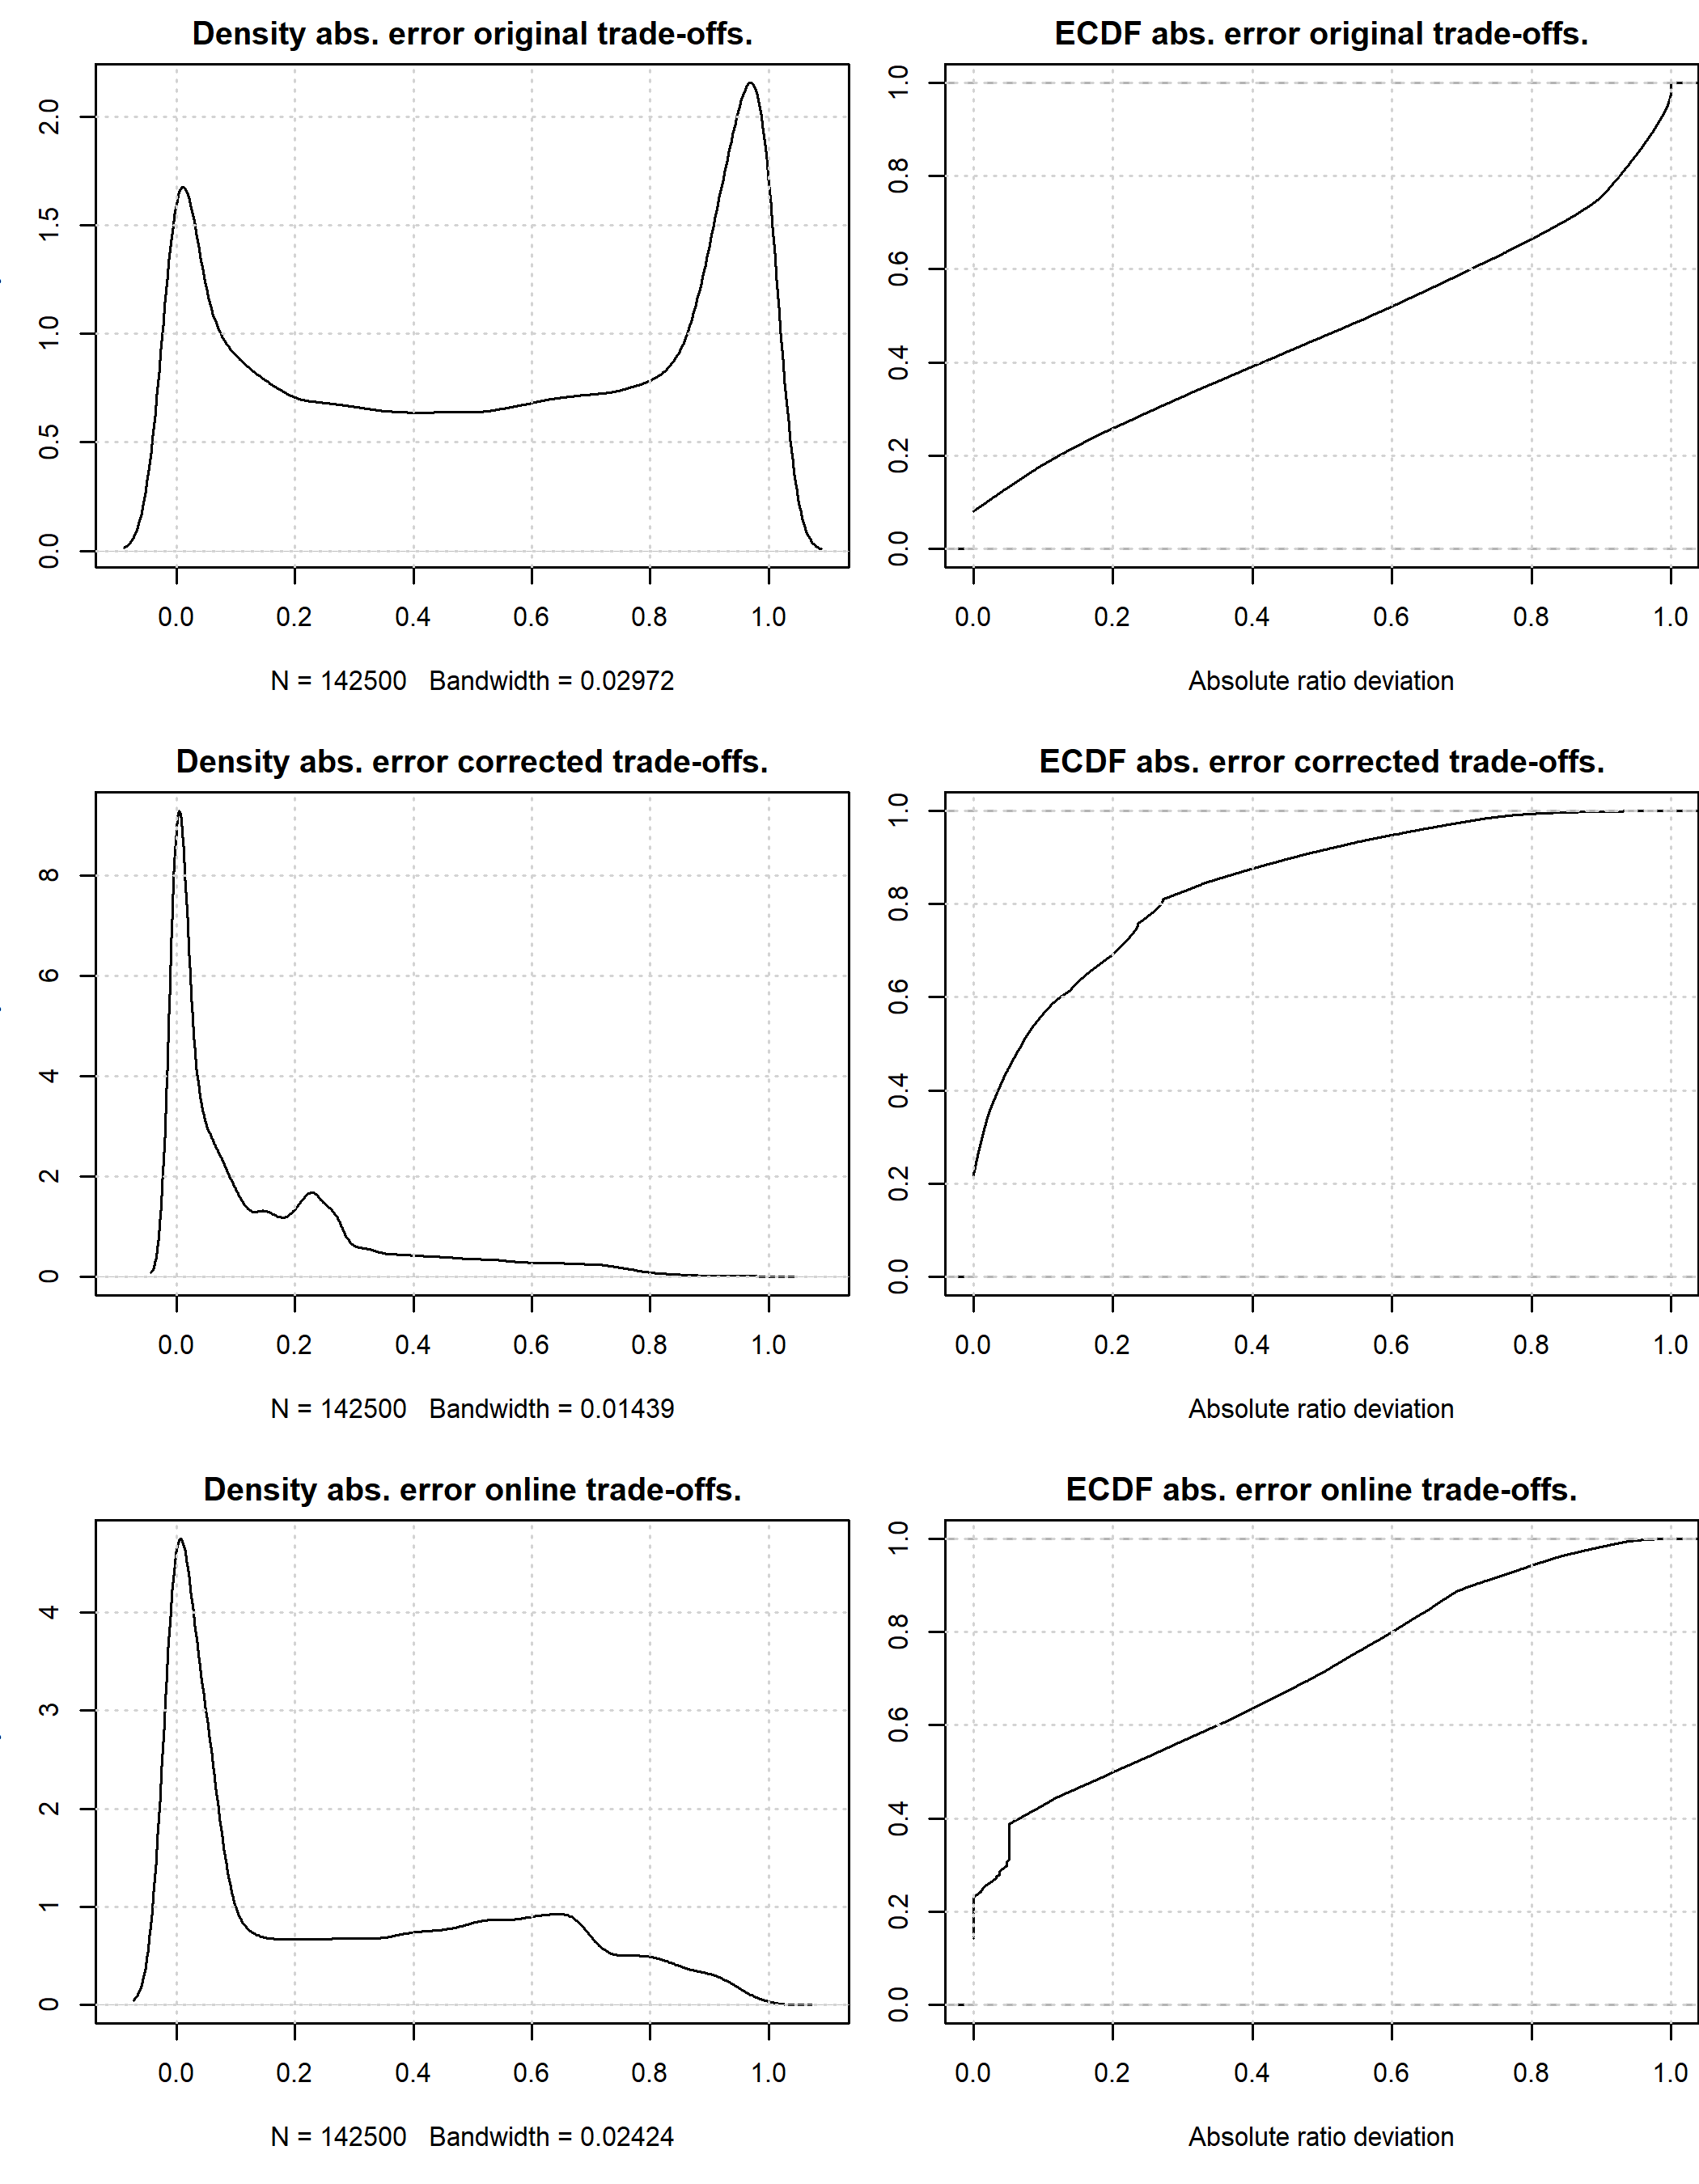 Density abs. error original trade-offs.
2.0
1.5
1.0
0.5
0.0
0.0 0.2 0.4 0.6 0.8 1.0
N = 142500 Bandwidth = 0.02972
ECDF abs. error original trade-offs.
1.0
0.8
0.6
0.4
0.2
0.0
0.0 0.2 0.4 0.6 0.8 1.0
Absolute ratio deviation
Density abs. error corrected trade-offs.
8
6
4
2
0
0.0 0.2 0.4 0.6 0.8 1.0
N = 142500 Bandwidth = 0.01439
ECDF abs. error corrected trade-offs.
1.0
0.8
0.6
0.4
0.2
0.0
0.0 0.2 0.4 0.6 0.8 1.0
Absolute ratio deviation
Density abs. error online trade-offs.
4
3
2
1
0
0.0 0.2 0.4 0.6 0.8 1.0
N = 142500 Bandwidth = 0.02424
ECDF abs. error online trade-offs.
1.0
0.8
0.6
0.4
0.2
0.0
0.0 0.2 0.4 0.6 0.8 1.0
Absolute ratio deviation